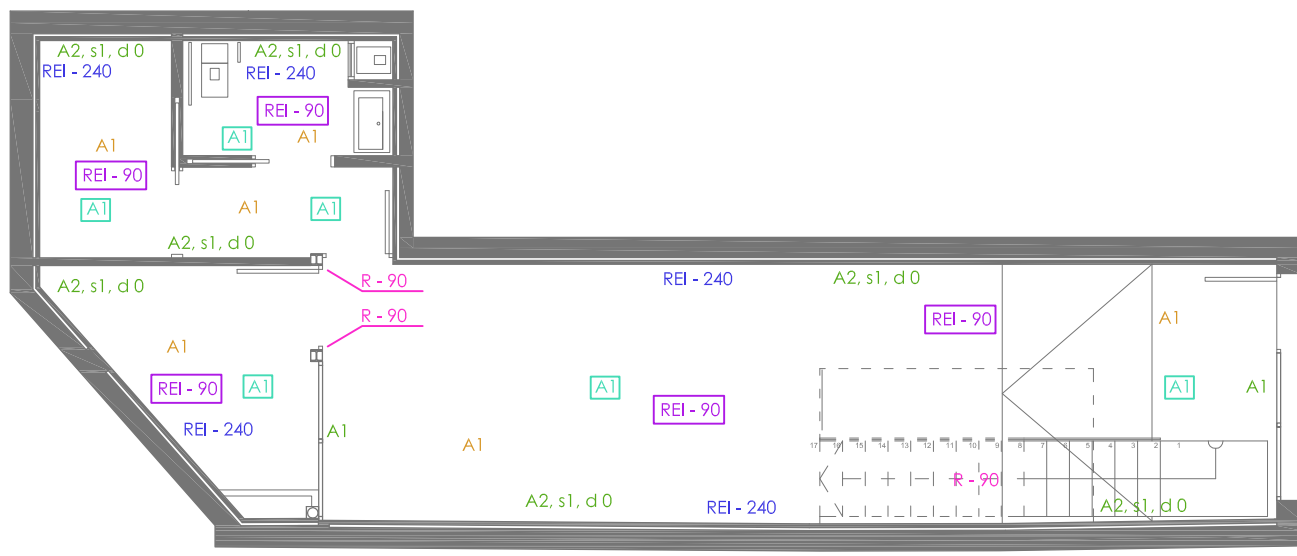 A2, s1, d 0
A2, s1, d 0
REI - 240
REI - 240
REI - 90
A1
A1
A1
REI - 90
A1
A1
A1
A2, s1, d 0
A2, s1, d 0
R - 90
REI - 240
A2, s1, d 0
R - 90
REI - 90
A1
A1
REI - 90
A1
A1
A1
A1
REI - 90
REI - 240
A1
A1
17 16 15 14 13 12 11 10 9 8 7 6 5 4 3 2 1
R - 90
A2, s1, d 0
REI - 240
A2, s1, d 0